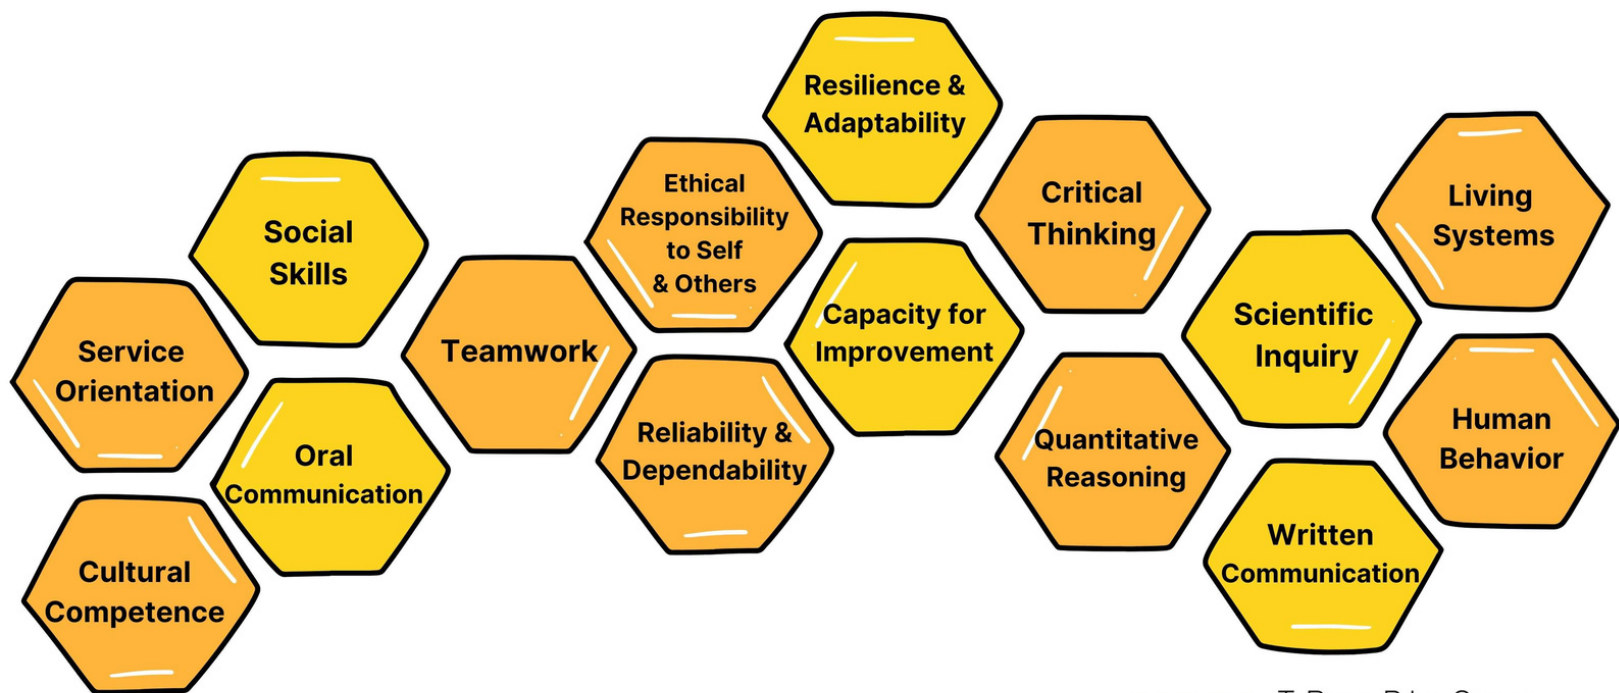 Resilience &
Adaptability
Social
Skills
Ethical
Responsibility
to Self
& Others
Critical
Thinking
Living
Systems
Service
Orientation
Teamwork
Capacity for
Improvement
Scientific
Inquiry
Oral
Communication
Reliability &
Dependability
Quantitative
Reasoning
Human
Behavior
Cultural
Competence
Written
Communication